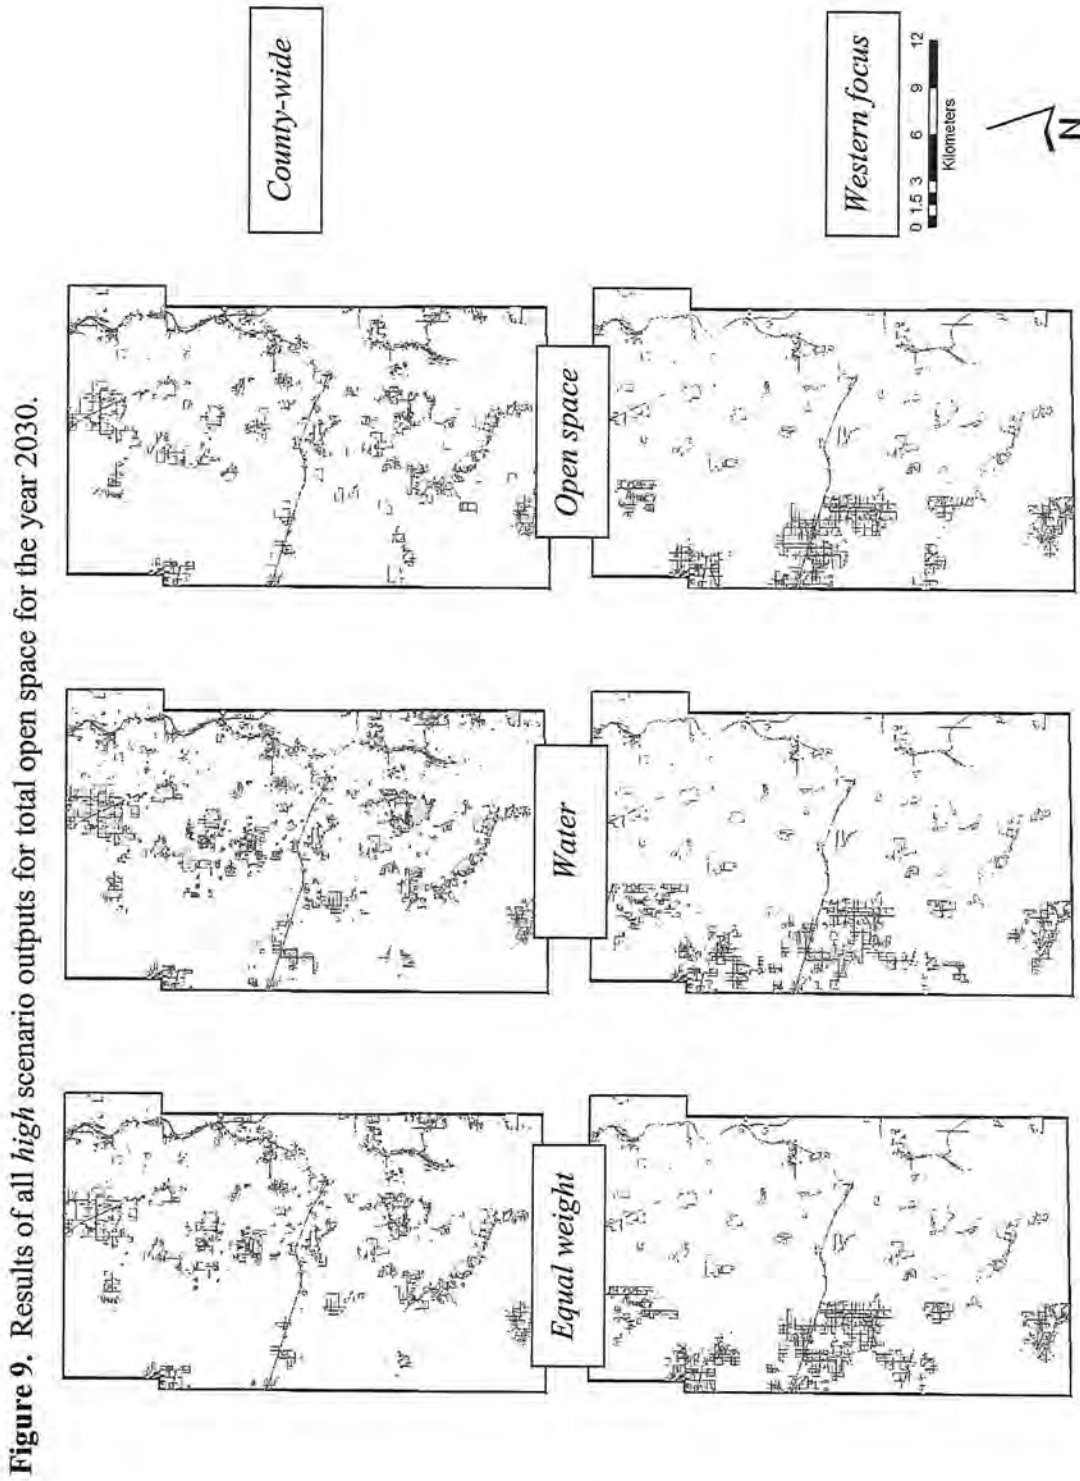 Figure 9. Results of all high scenario outputs for total open space for the year 2030.
County-wide
Equal weight
Water
Open space
Western focus
0 1.5 3 6 9 12
Kilometers
N